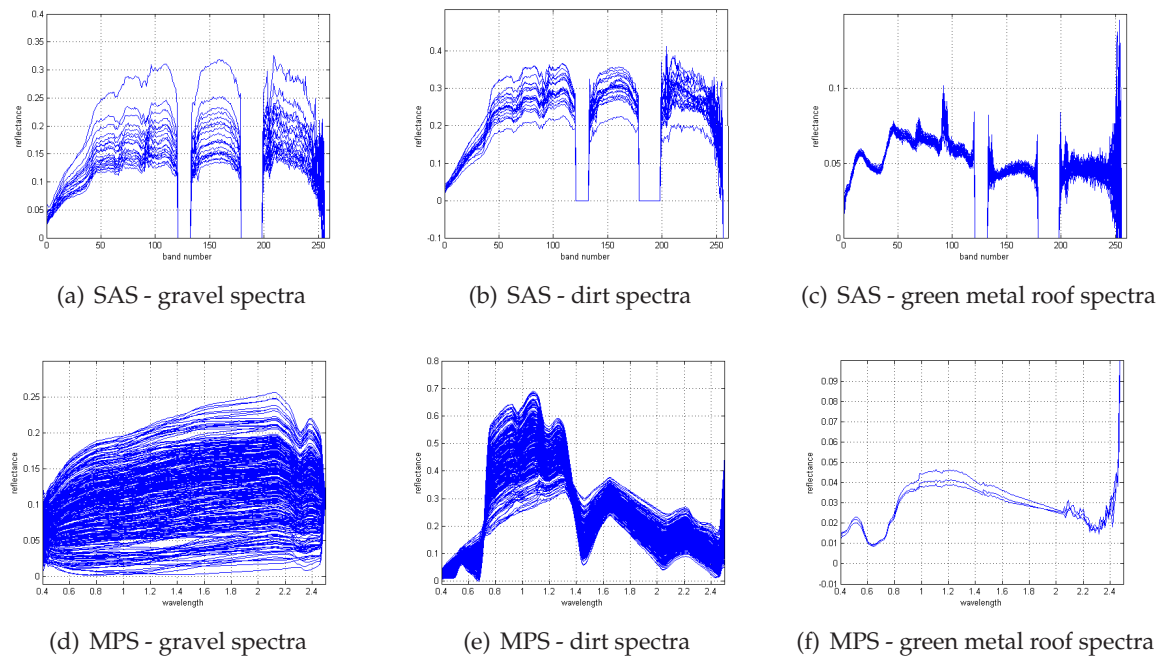 0.4
0.35
0.3
0.25
0.2
0.15
0.1
0.05
0
reflectance
0 50 100 150 200 250
band number
(a) SAS - gravel spectra
0.4
0.3
0.2
0.1
0
-0.1
reflectance
0 50 100 150 200 250
band number
(b) SAS - dirt spectra
0.1
0.05
0
reflectance
0 50 100 150 200 250
band number
(c) SAS - green metal roof spectra
0.25
0.2
0.15
0.1
0.05
0
reflectance
0.4 0.6 0.8 1 1.2 1.4 1.6 1.8 2 2.2 2.4
wavelength
(d) MPS - gravel spectra
0.8
0.7
0.6
0.5
0.4
0.3
0.2
0.1
0
reflectance
0.4 0.6 0.8 1 1.2 1.4 1.6 1.8 2 2.2 2.4
wavelength
(e) MPS - dirt spectra
0.09
0.08
0.07
0.06
0.05
0.04
0.03
0.02
0.01
0
-0.01
reflectance
0.4 0.6 0.8 1 1.2 1.4 1.6 1.8 2 2.2 2.4
wavelength
(f) MPS - green metal roof spectra